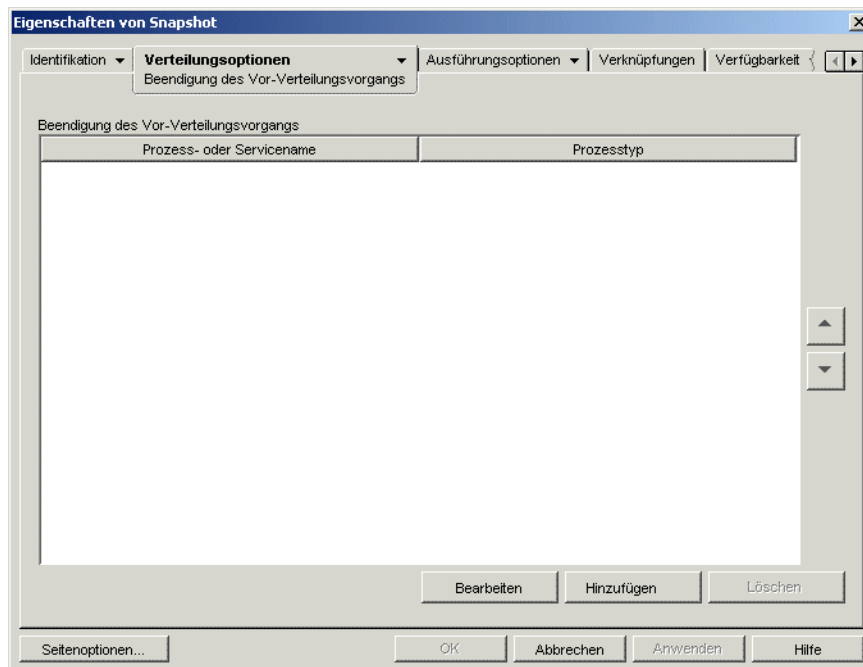 Eigenschaften von Snapshot
Identifikation
Verteilungsoptionen
Ausführungsoptionen
Verknüpfungen
Verfügbarkeit
Beendigung des Vor-Verteilungsvorgangs
Beendigung des Vor-Verteilungsvorgangs
Prozess- oder Servicename
Prozesstyp
Bearbeiten
Hinzufügen
Löschen
Seitenoptionen...
OK
Abbrechen
Anwenden
Hilfe